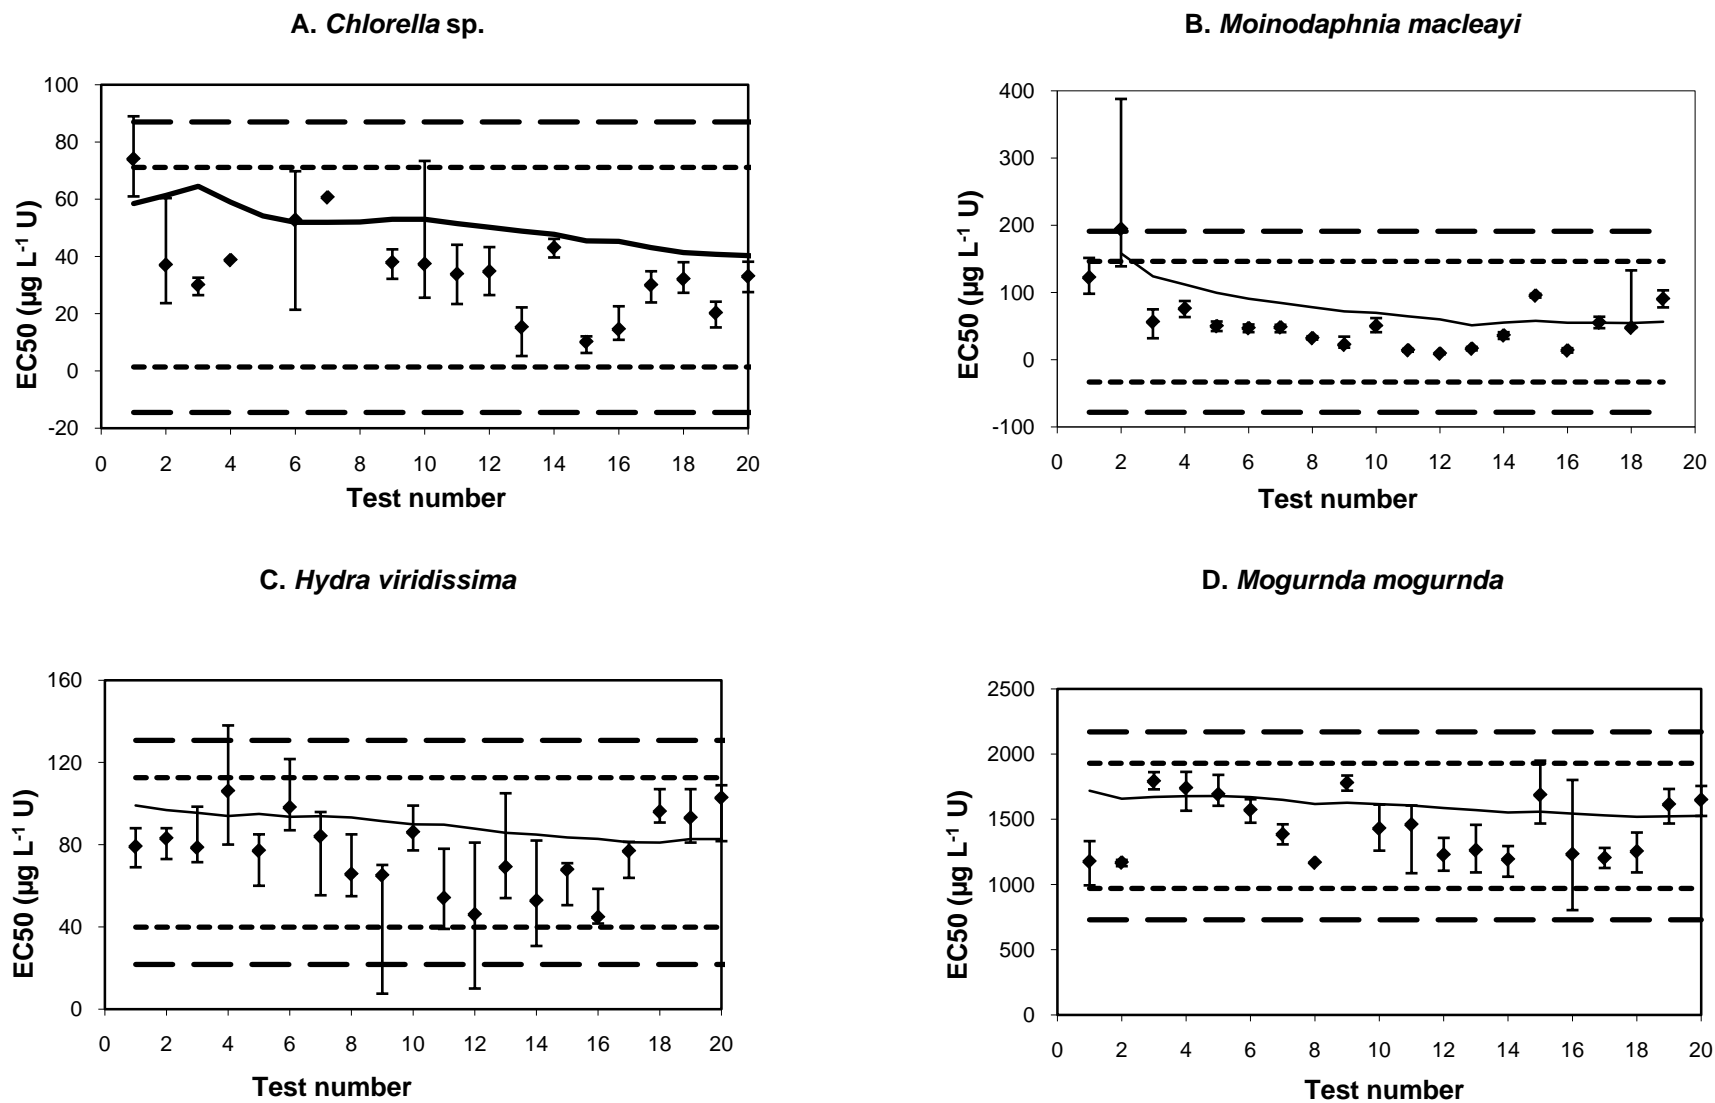 A. Chlorella sp.
100
80
60
40
20
0
-20
0 2 4 6 8 10 12 14 16 18 20
EC50 (µg L⁻¹ U)
Test number
B. Moinodaphnia macleayi
400
300
200
100
0
-100
0 2 4 6 8 10 12 14 16 18 20
EC50 (µg L⁻¹ U)
Test number
C. Hydra viridissima
160
120
80
40
0
0 2 4 6 8 10 12 14 16 18 20
EC50 (µg L⁻¹ U)
Test number
D. Mogurnda mogurnda
2500
2000
1500
1000
500
0
0 2 4 6 8 10 12 14 16 18 20
EC50 (µg L⁻¹ U)
Test number